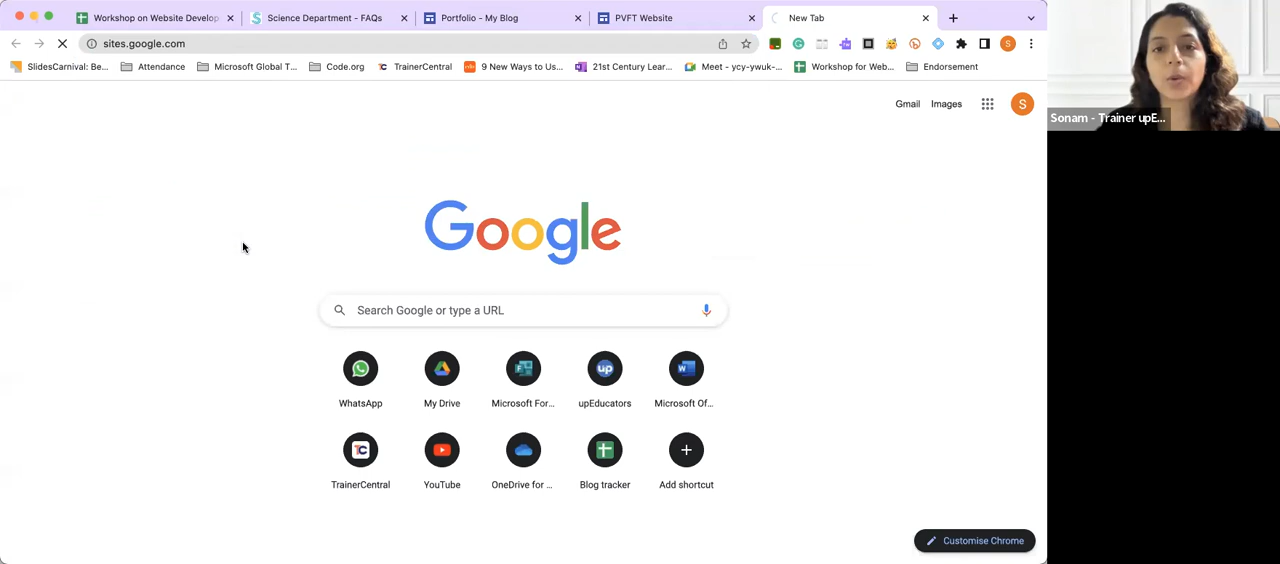 Workshop on Website Develop
Science Department - FAQs
Portfolio - My Blog
PVFT Website
New Tab
sites.google.com
S
SlidesCarnival: Be...
Attendance
Microsoft Global T...
Code.org
TrainerCentral
9 New Ways to Us...
21st Century Lear...
Meet - ycy-ywuk-...
Workshop for Web...
Endorsement
Gmail
Images
S
Sonam - Trainer upE...
Google
Search Google or type a URL
WhatsApp
My Drive
Microsoft For...
up
upEducators
Microsoft Of...
TC
TrainerCentral
YouTube
OneDrive for ...
Blog tracker
Add shortcut
Customise Chrome